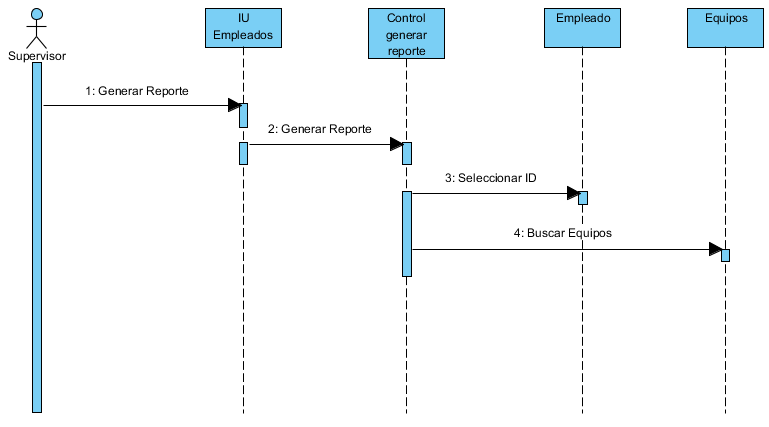 Supervisor
IU
Empleados
Control
generar
reporte
Empleado
Equipos
1: Generar Reporte
2: Generar Reporte
3: Seleccionar ID
4: Buscar Equipos